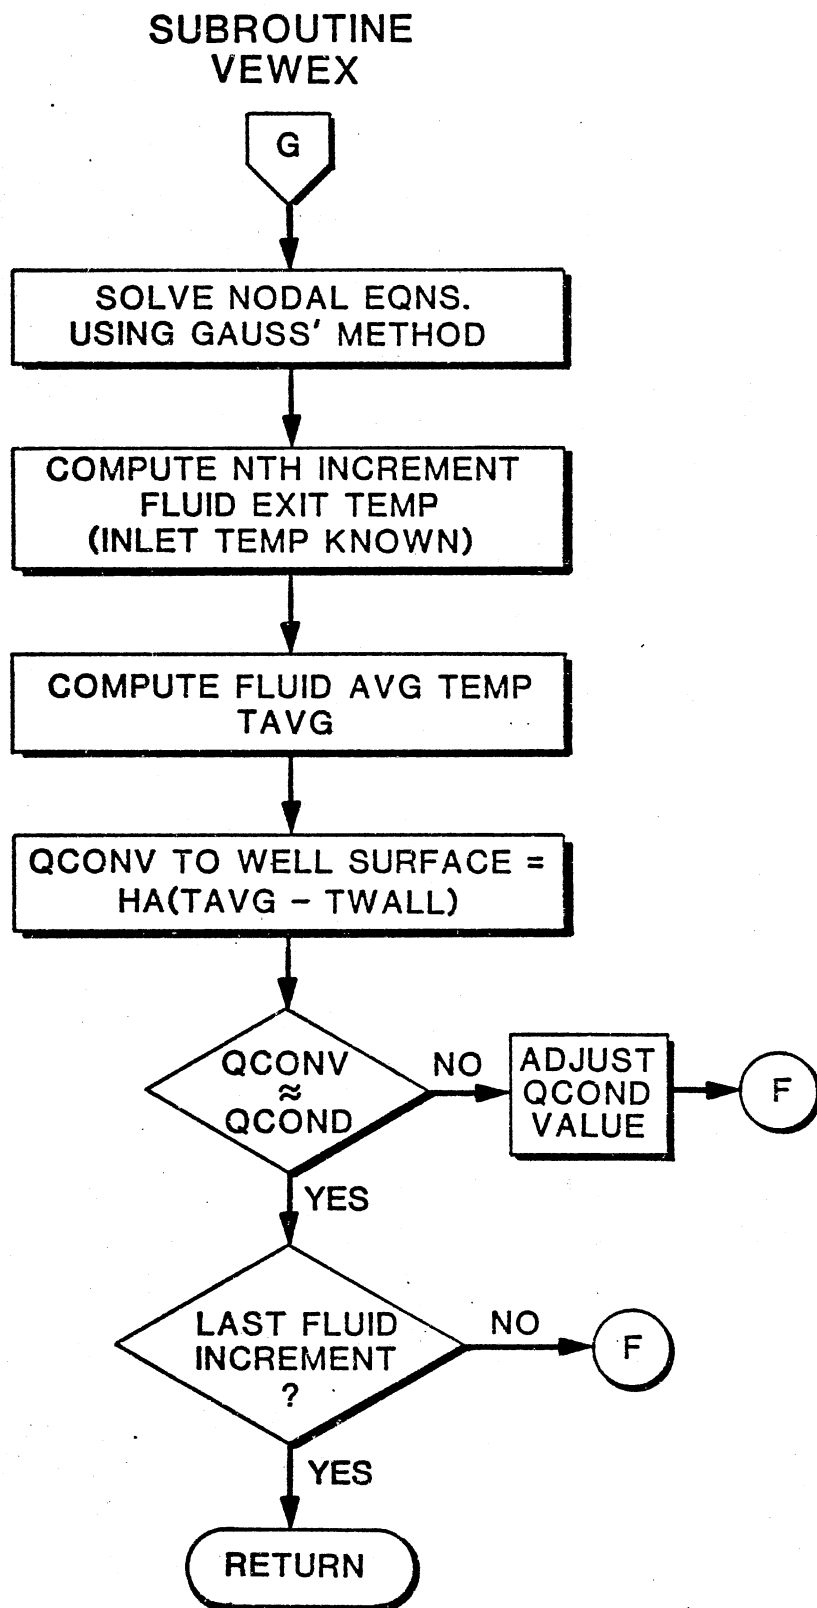 SUBROUTINE
VEWEX
G
SOLVE NODAL EQNS.
USING GAUSS' METHOD
COMPUTE NTH INCREMENT
FLUID EXIT TEMP
(INLET TEMP KNOWN)
COMPUTE FLUID AVG TEMP
TAVG
QCONV TO WELL SURFACE =
HA(TAVG – TWALL)
QCONV
≈
QCOND
NO
ADJUST
QCOND
VALUE
F
YES
LAST FLUID
INCREMENT
?
NO
F
YES
RETURN